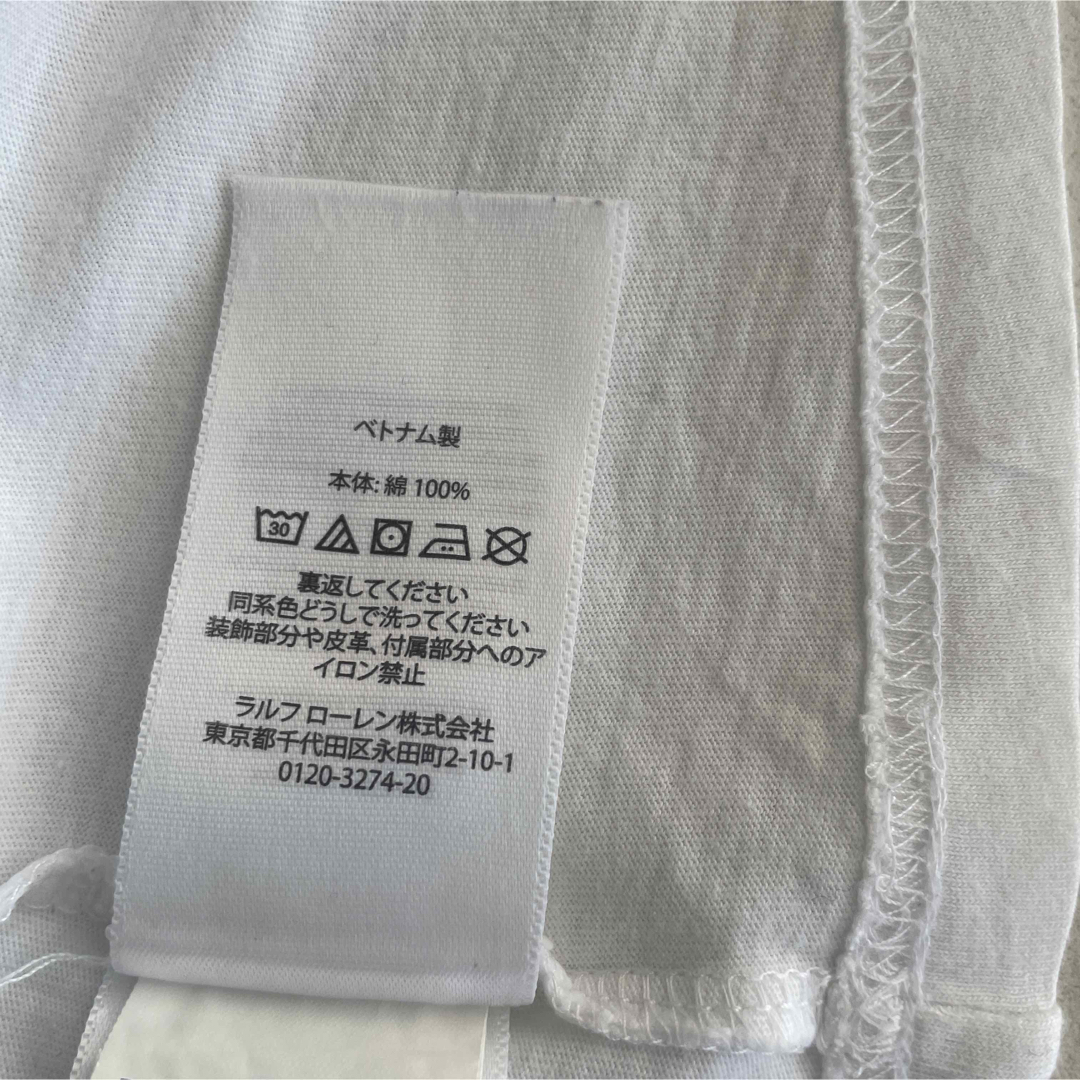 ベトナム製
本体: 綿 100%
30
裏返してください
同系色どうしで洗ってください
装飾部分や皮革、付属部分へのア
イロン禁止
ラルフ ローレン株式会社
東京都千代田区永田町2-10-1
0120-3274-20